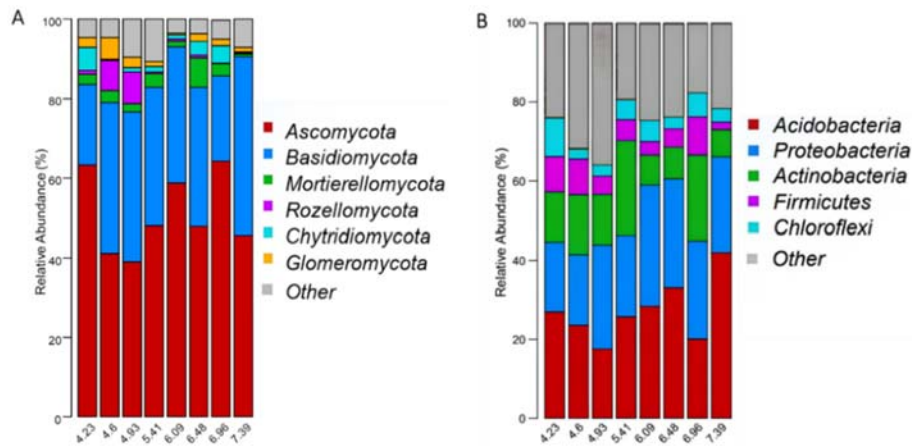 A
Relative Abundance (%)
100
80
60
40
20
0
4.23 4.6 4.93 5.41 6.09 6.48 6.96 7.39
Ascomycota
Basidiomycota
Mortierellomycota
Rozellomycota
Chytridiomycota
Glomeromycota
Other
B
Relative Abundance (%)
100
80
60
40
20
0
4.23 4.6 4.93 5.41 6.09 6.48 6.96 7.39
Acidobacteria
Proteobacteria
Actinobacteria
Firmicutes
Chloroflexi
Other